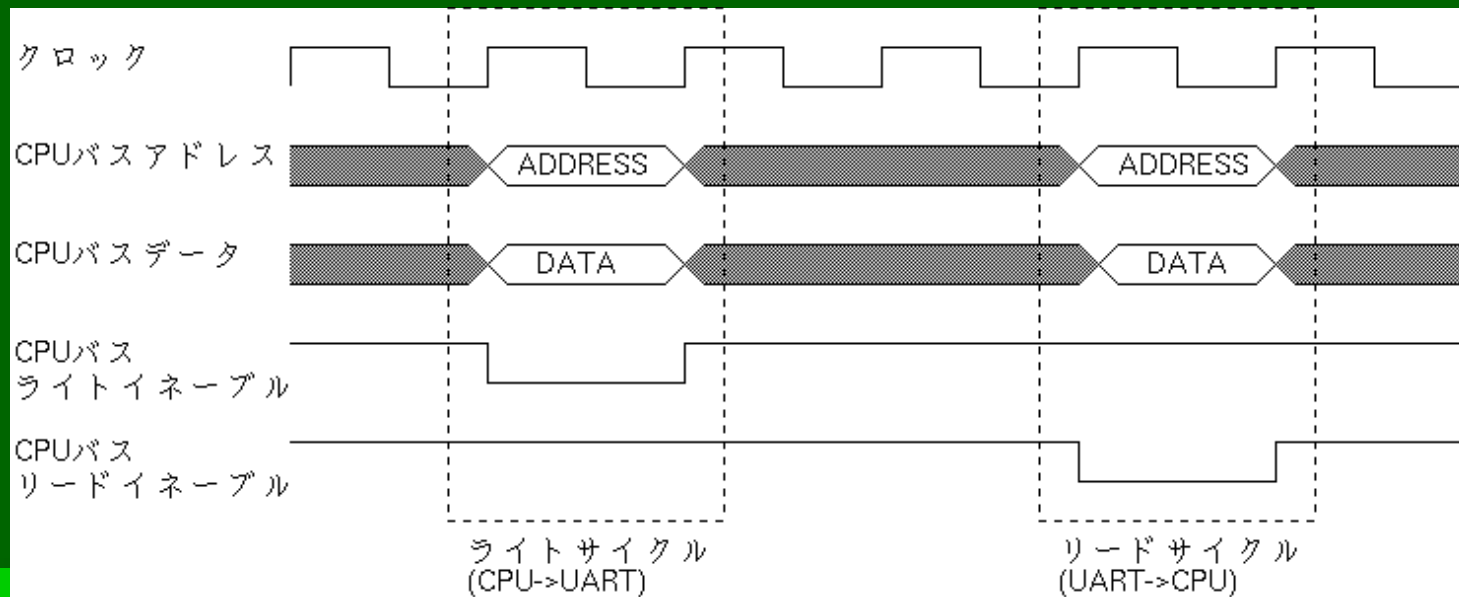 クロック
CPUバスアドレス
ADDRESS
ADDRESS
CPUバスデータ
DATA
DATA
CPUバス
ライトイネーブル
CPUバス
リードイネーブル
ライトサイクル
(CPU->UART)
リードサイクル
(UART->CPU)